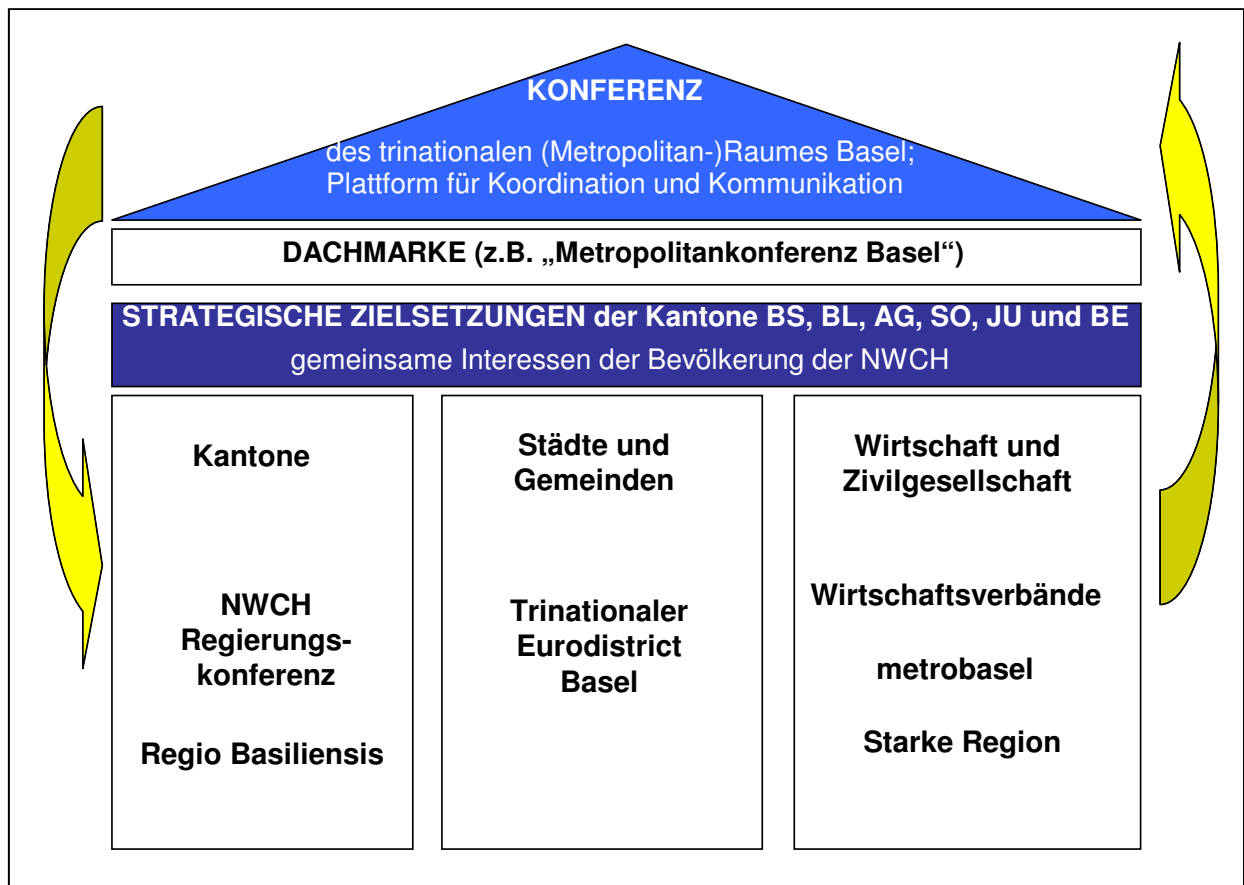 KONFERENZ
des trinationalen (Metropolitan-)Raumes Basel;
Plattform für Koordination und Kommunikation
DACHMARKE (z.B. „Metropolitankonferenz Basel“)
STRATEGISCHE ZIELSETZUNGEN der Kantone BS, BL, AG, SO, JU und BE
gemeinsame Interessen der Bevölkerung der NWCH
Kantone
NWCH
Regierungs-
konferenz
Regio Basiliensis
Städte und
Gemeinden
Trinationaler
Eurodistrict
Basel
Wirtschaft und
Zivilgesellschaft
Wirtschaftsverbände
metrobasel
Starke Region